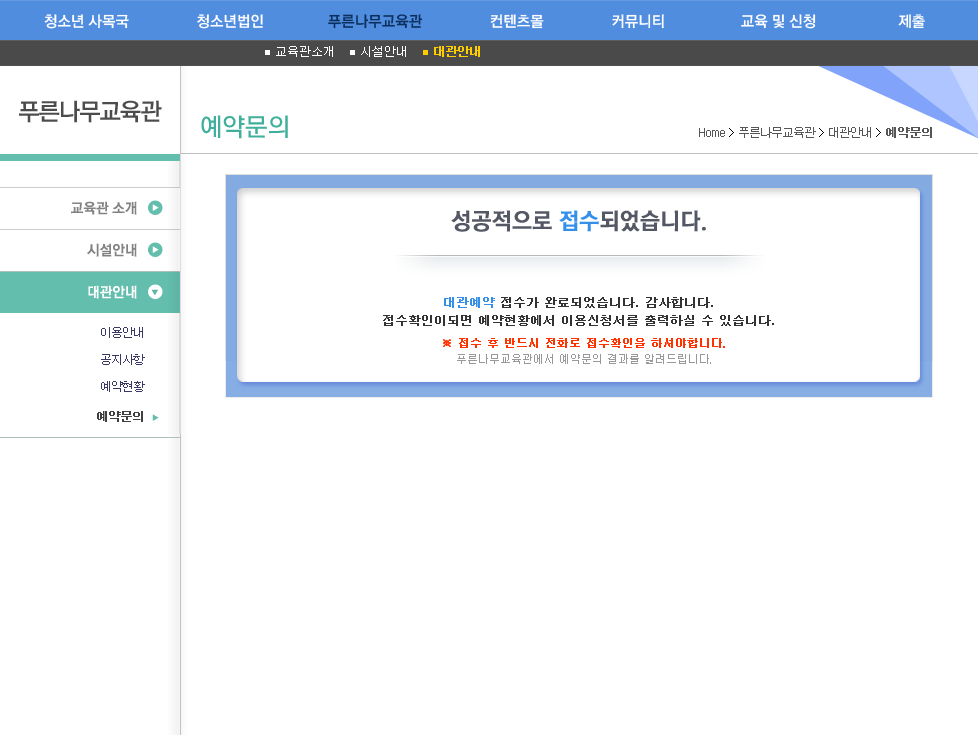 청소년 사목국 청소년법인 푸른나무교육관 컨텐츠몰 커뮤니티 교육 및 신청 제출
교육관소개 시설안내 대관안내
푸른나무교육관
예약문의
Home > 푸른나무교육관 > 대관안내 > 예약문의
교육관 소개
시설안내
대관안내
이용안내
공지사항
예약현황
예약문의
성공적으로 접수되었습니다.
대관예약 접수가 완료되었습니다. 감사합니다.
접수확인이되면 예약현황에서 이용신청서를 출력하실 수 있습니다.
※ 접수 후 반드시 전화로 접수확인을 하셔야합니다.
푸른나무교육관에서 예약문의 결과를 알려드립니다.